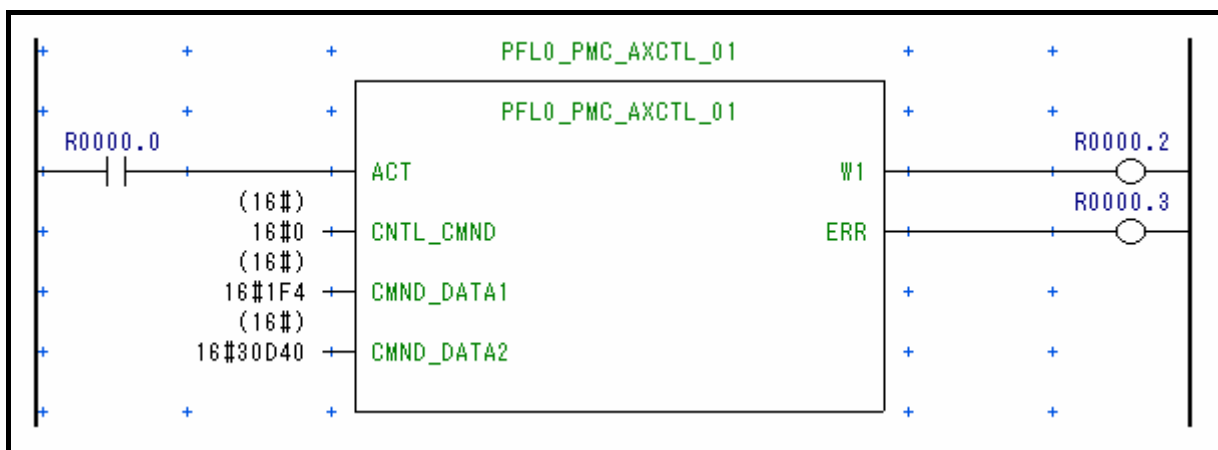 PFL0_PMC_AXCTL_01
PFL0_PMC_AXCTL_01
R0000.0
R0000.2
ACT W1
(16#)
R0000.3
16#0 CNTL_CMND ERR
(16#)
16#1F4 CMND_DATA1
(16#)
16#30D40 CMND_DATA2